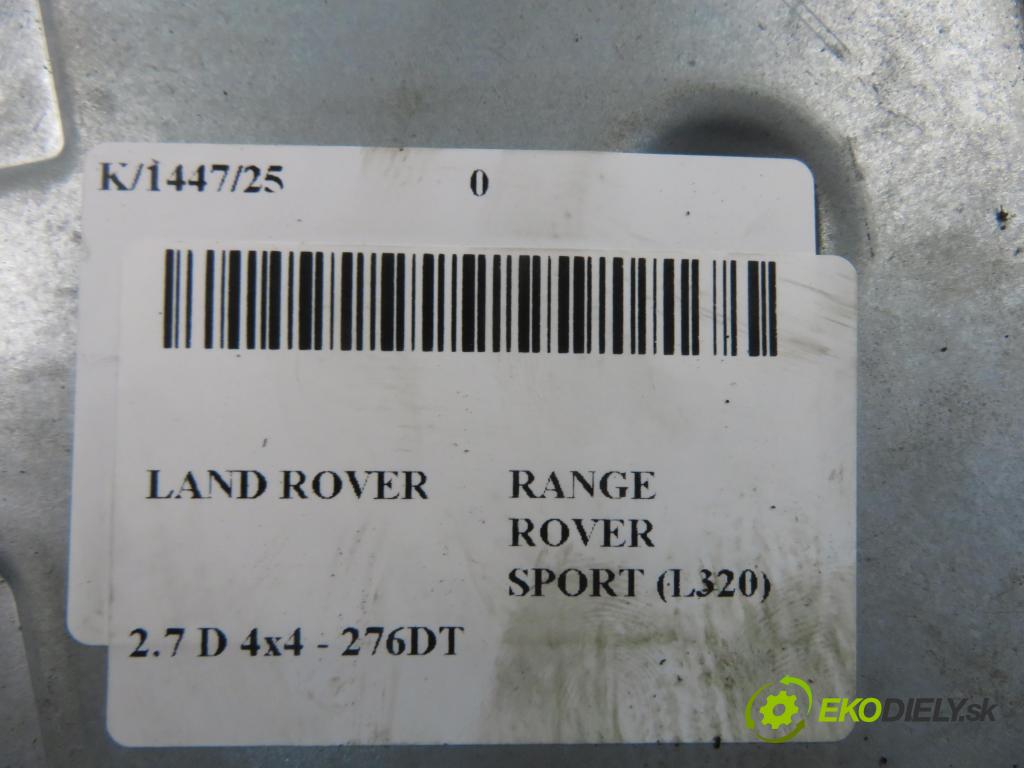 K/1447/25 0
LAND ROVER RANGE
ROVER
SPORT (L320)
2.7 D 4x4 - 276DT
EKODIELY.sk